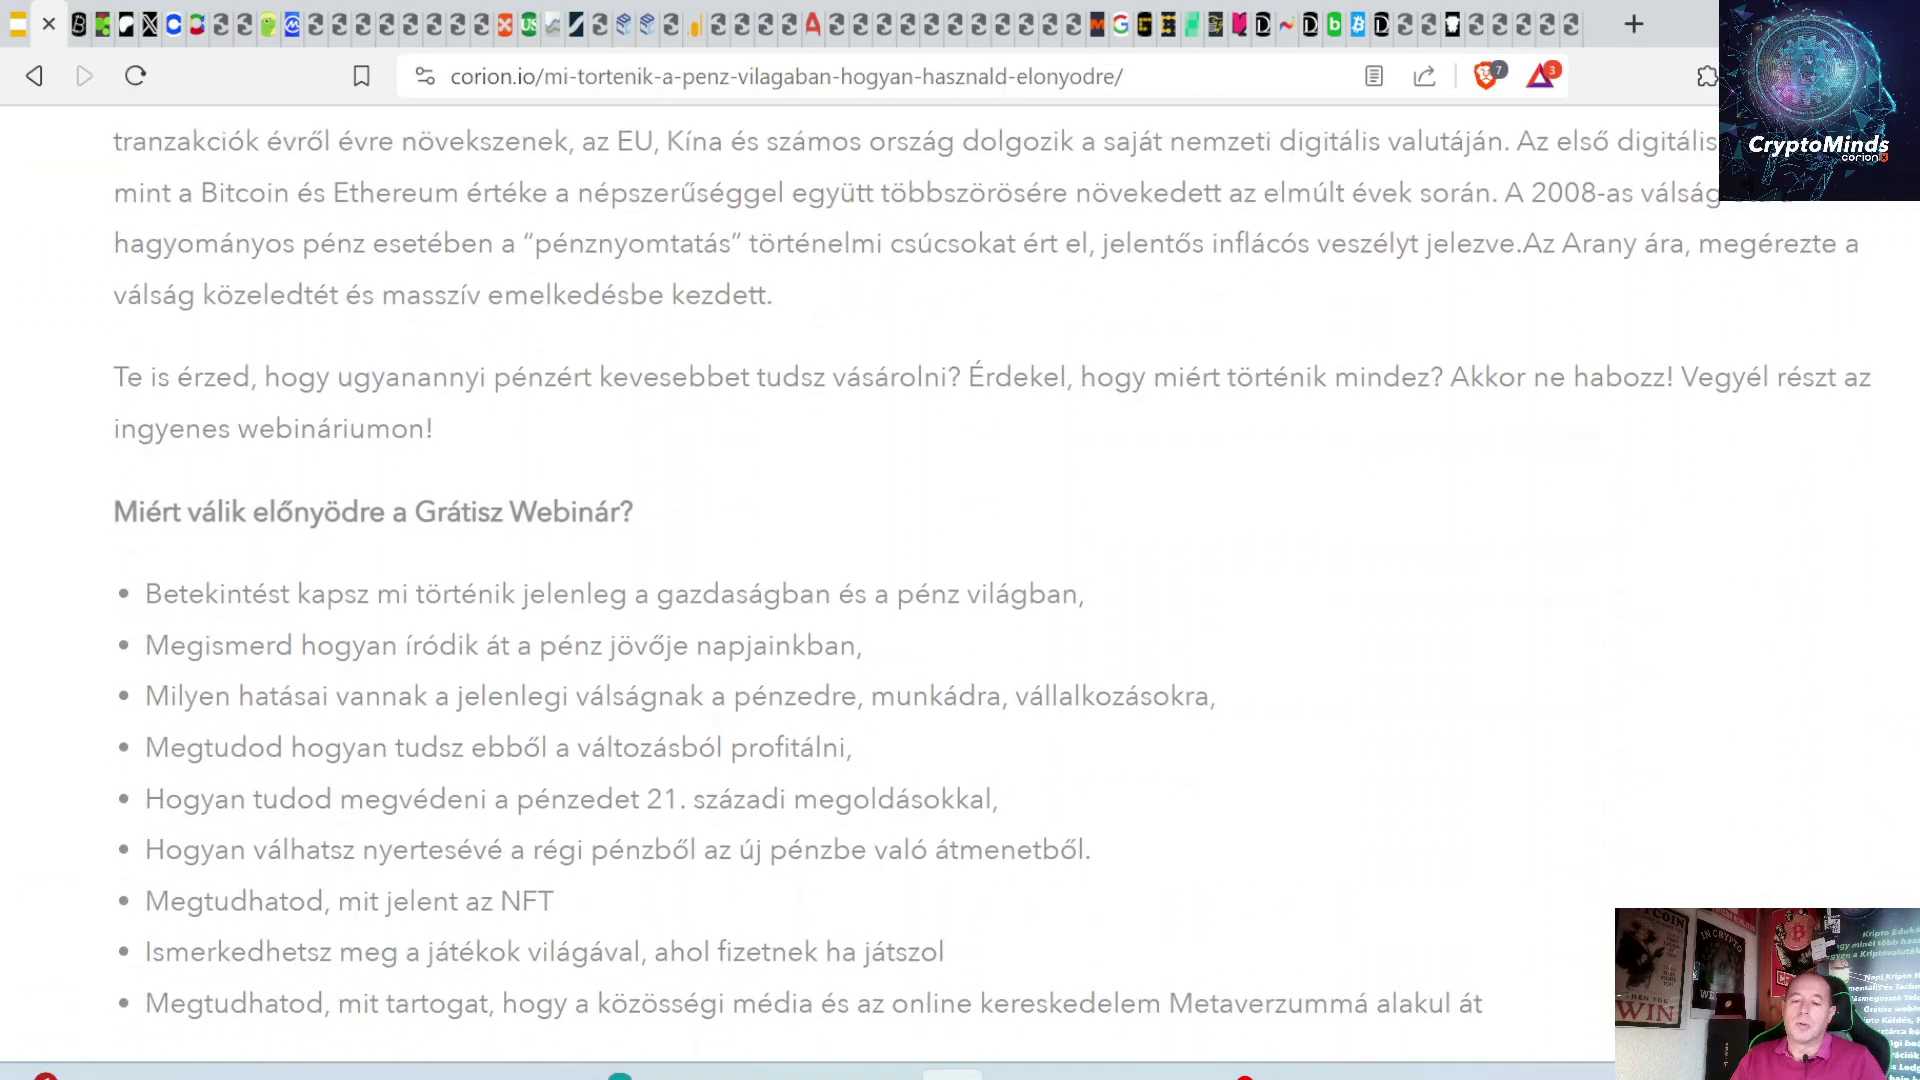 corion.io/mi-tortenik-a-penz-vilagaban-hogyan-hasznald-elonyodre/
7
3
CryptoMinds
corion
tranzakciók évről évre növekszenek, az EU, Kína és számos ország dolgozik a saját nemzeti digitális valutáján. Az első digitális
mint a Bitcoin és Ethereum értéke a népszerűséggel együtt többszörösére növekedett az elmúlt évek során. A 2008-as válság
hagyományos pénz esetében a “pénznyomtatás” történelmi csúcsokat ért el, jelentős inflácós veszélyt jelezve.Az Arany ára, megérezte a
válság közeledtét és masszív emelkedésbe kezdett.
Te is érzed, hogy ugyanannyi pénzért kevesebbet tudsz vásárolni? Érdekel, hogy miért történik mindez? Akkor ne habozz! Vegyél részt az
ingyenes webináriumon!
Miért válik előnyödre a Grátisz Webinár?
• Betekintést kapsz mi történik jelenleg a gazdaságban és a pénz világban,
• Megismerd hogyan íródik át a pénz jövője napjainkban,
• Milyen hatásai vannak a jelenlegi válságnak a pénzedre, munkádra, vállalkozásokra,
• Megtudod hogyan tudsz ebből a változásból profitálni,
• Hogyan tudod megvédeni a pénzedet 21. századi megoldásokkal,
• Hogyan válhatsz nyertesévé a régi pénzből az új pénzbe való átmenetből.
• Megtudhatod, mit jelent az NFT
• Ismerkedhetsz meg a játékok világával, ahol fizetnek ha játszol
• Megtudhatod, mit tartogat, hogy a közösségi média és az online kereskedelem Metaverzummá alakul át
IN CRYPTO
WIN